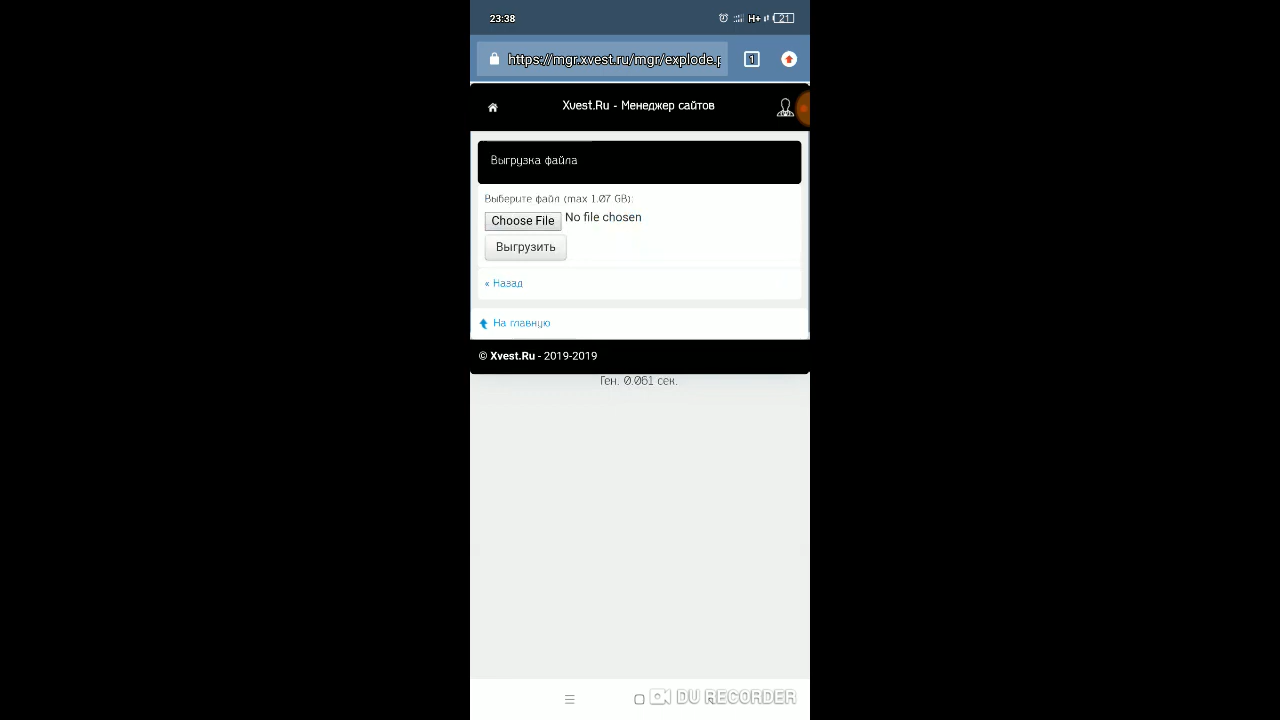 23:38
H+
21
https://mgr.xvest.ru/mgr/explode.p
1
Xvest.Ru - Менеджер сайтов
Выгрузка файла
Выберите файл (max 1.07 GB):
Choose File No file chosen
Выгрузить
« Назад
На главную
© Xvest.Ru - 2019-2019
Ген. 0.061 сек.
DU RECORDER